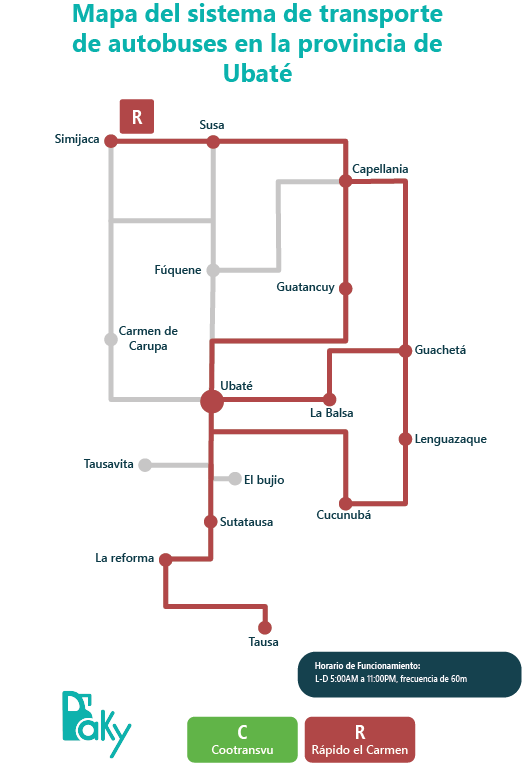 Mapa del sistema de transporte
de autobuses en la provincia de
Ubaté
R
Susa
Simijaca
Capellania
Fúquene
Guatancuy
Carmen de
Carupa
Guachetá
Ubaté
La Balsa
Lenguazaque
Tausavita
El bujio
Cucunubá
Sutatausa
La reforma
Tausa
Horario de Funcionamiento:
L-D 5:00AM a 11:00PM, frecuencia de 60m
Paky
C
Cootransvu
R
Rápido el Carmen